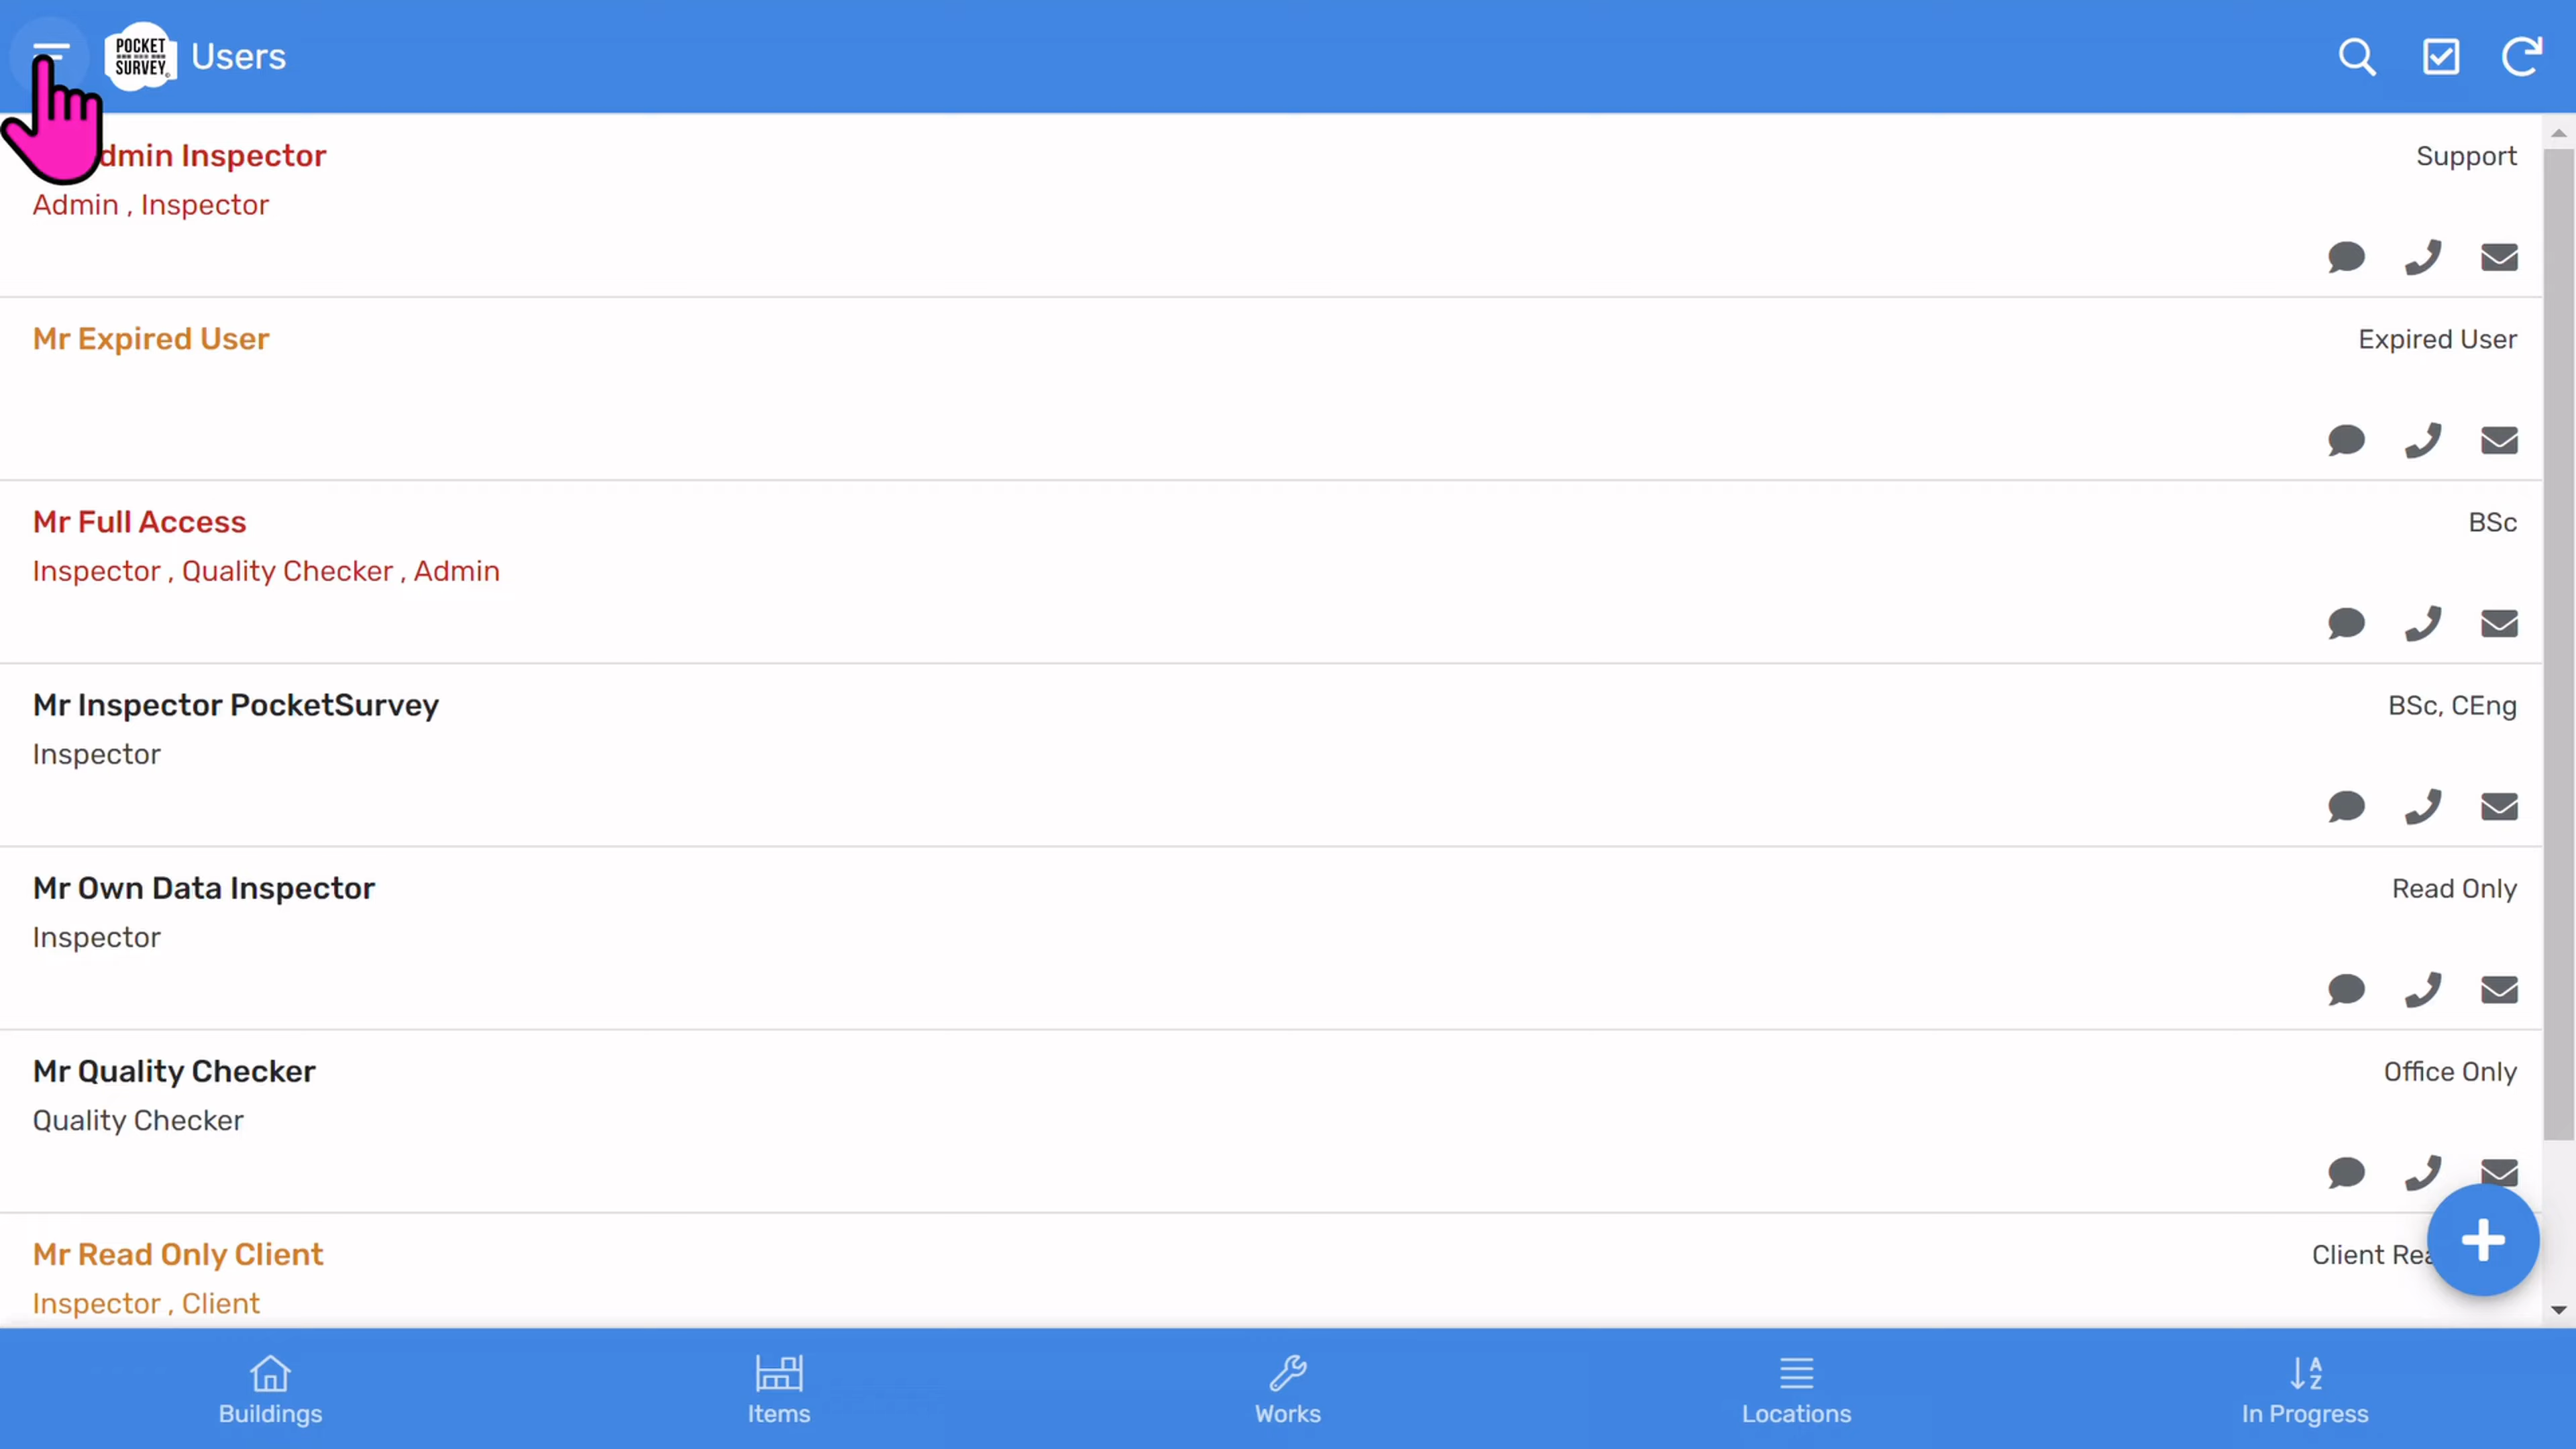 POCKET
SURVEY
Users
dmin Inspector
Support
Admin , Inspector
Mr Expired User
Expired User
Mr Full Access
BSc
Inspector , Quality Checker , Admin
Mr Inspector PocketSurvey
BSc, CEng
Inspector
Mr Own Data Inspector
Read Only
Inspector
Mr Quality Checker
Office Only
Quality Checker
Mr Read Only Client
Client Rea
Inspector , Client
Buildings
Items
Works
Locations
In Progress